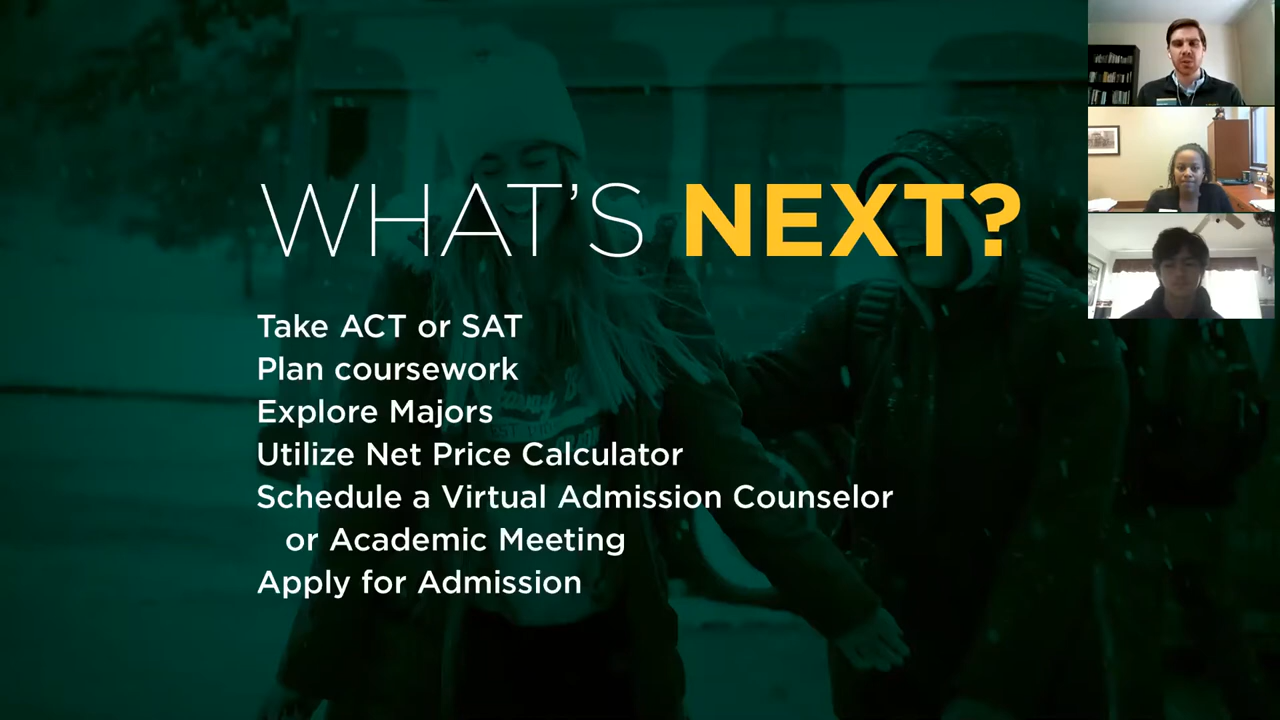 WHAT'S NEXT?
Take ACT or SAT
Plan coursework
Explore Majors
Utilize Net Price Calculator
Schedule a Virtual Admission Counselor
or Academic Meeting
Apply for Admission